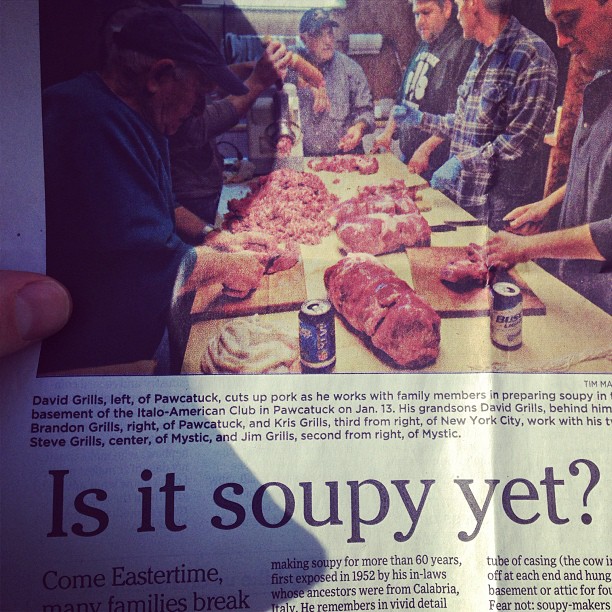 BUSCH
LIGHT
TIM MA
David Grills, left, of Pawcatuck, cuts up pork as he works with family members in preparing soupy in
basement of the Italo-American Club in Pawcatuck on Jan. 13. His grandsons David Grills, behind him
Brandon Grills, right, of Pawcatuck, and Kris Grills, third from right, of New York City, work with his
Steve Grills, center, of Mystic, and Jim Grills, second from right, of Mystic.
Is it soupy yet?
Come Eastertime,
many families break
making soupy for more than 60 years,
first exposed in 1952 by his in-laws
whose ancestors were from Calabria,
Italy. He remembers in vivid detail
tube of casing (the cow
off at each end and hung
basement or attic for
Fear not: soupy-mak